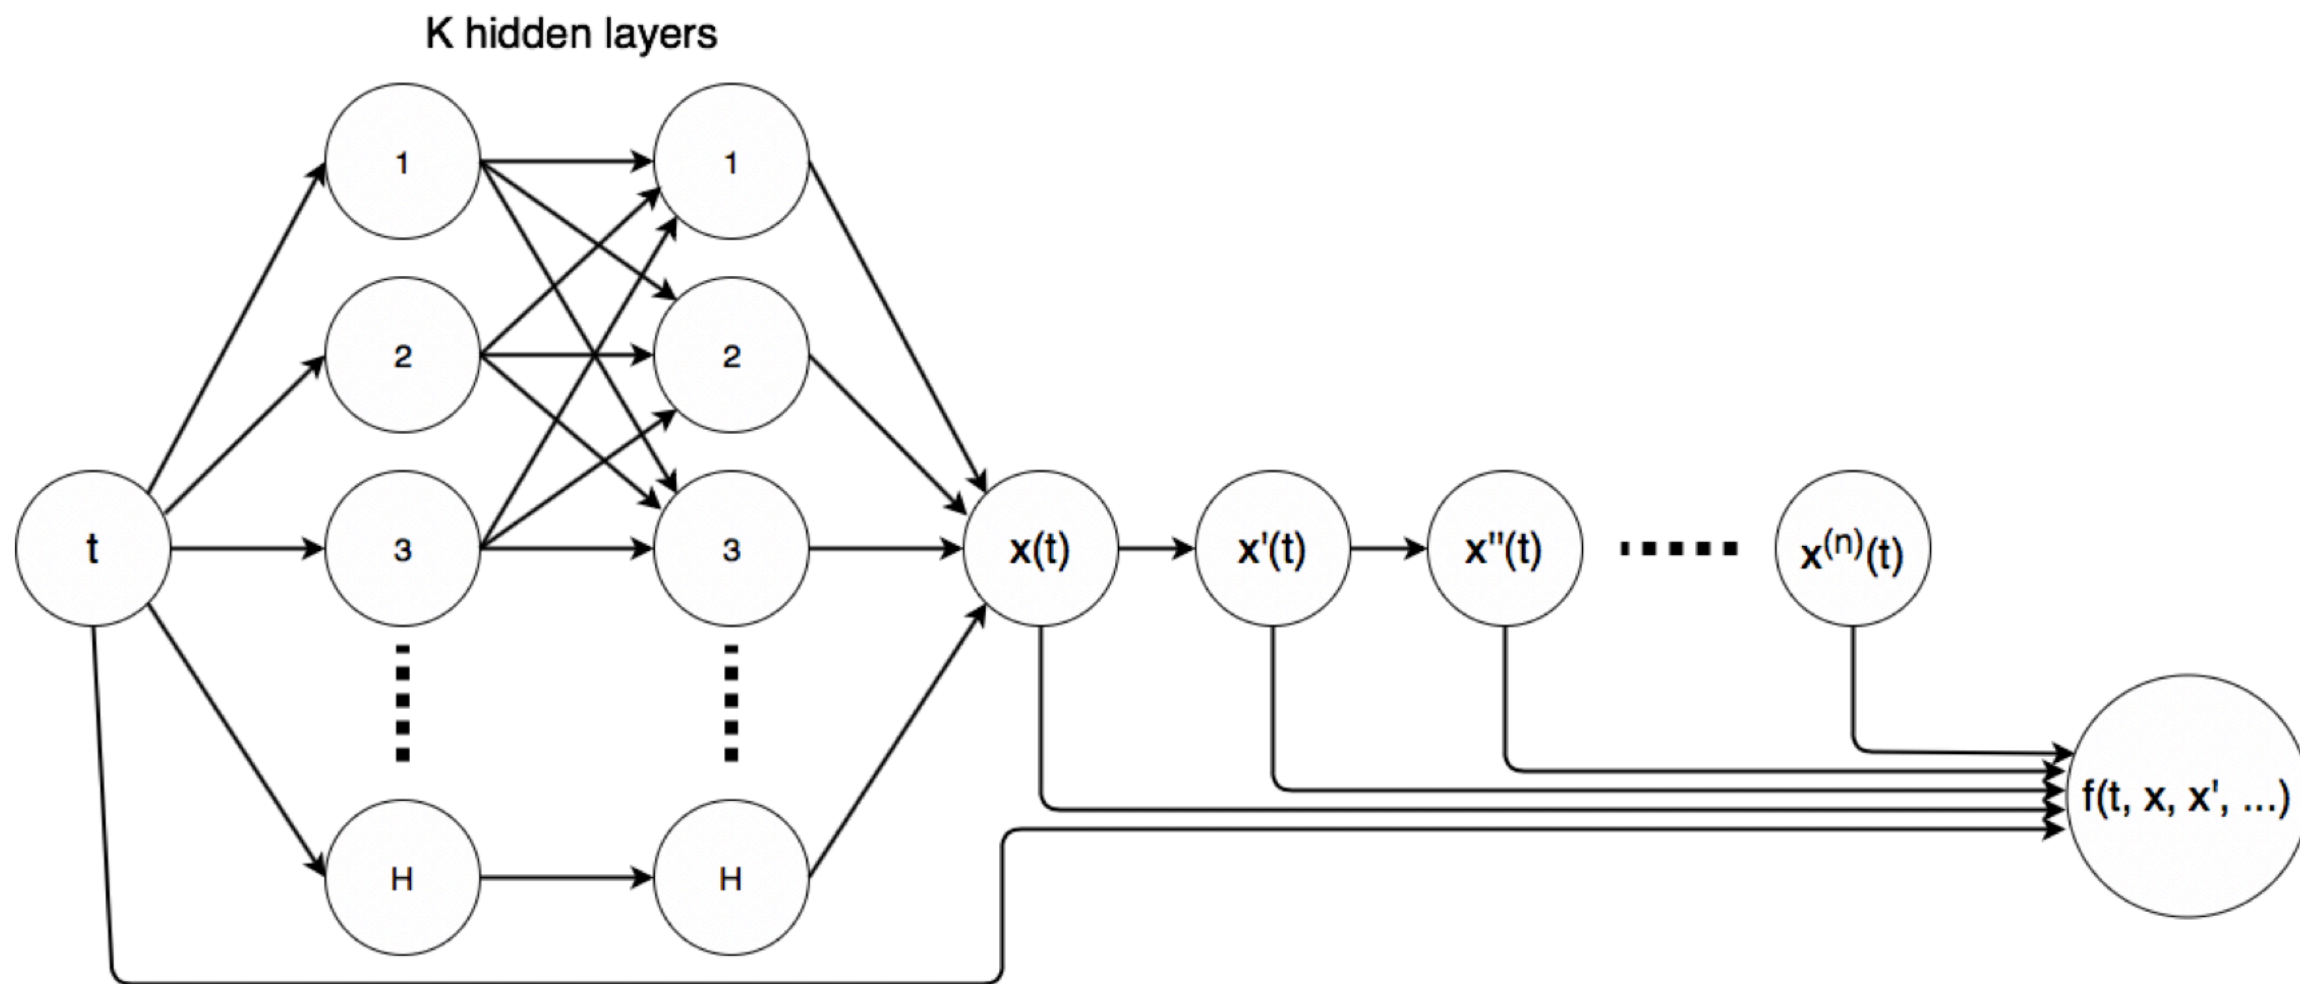 K hidden layers
1
1
2
2
t
3
3
x(t)
x'(t)
x''(t)
x(n)(t)
H
H
f(t, x, x', ...)